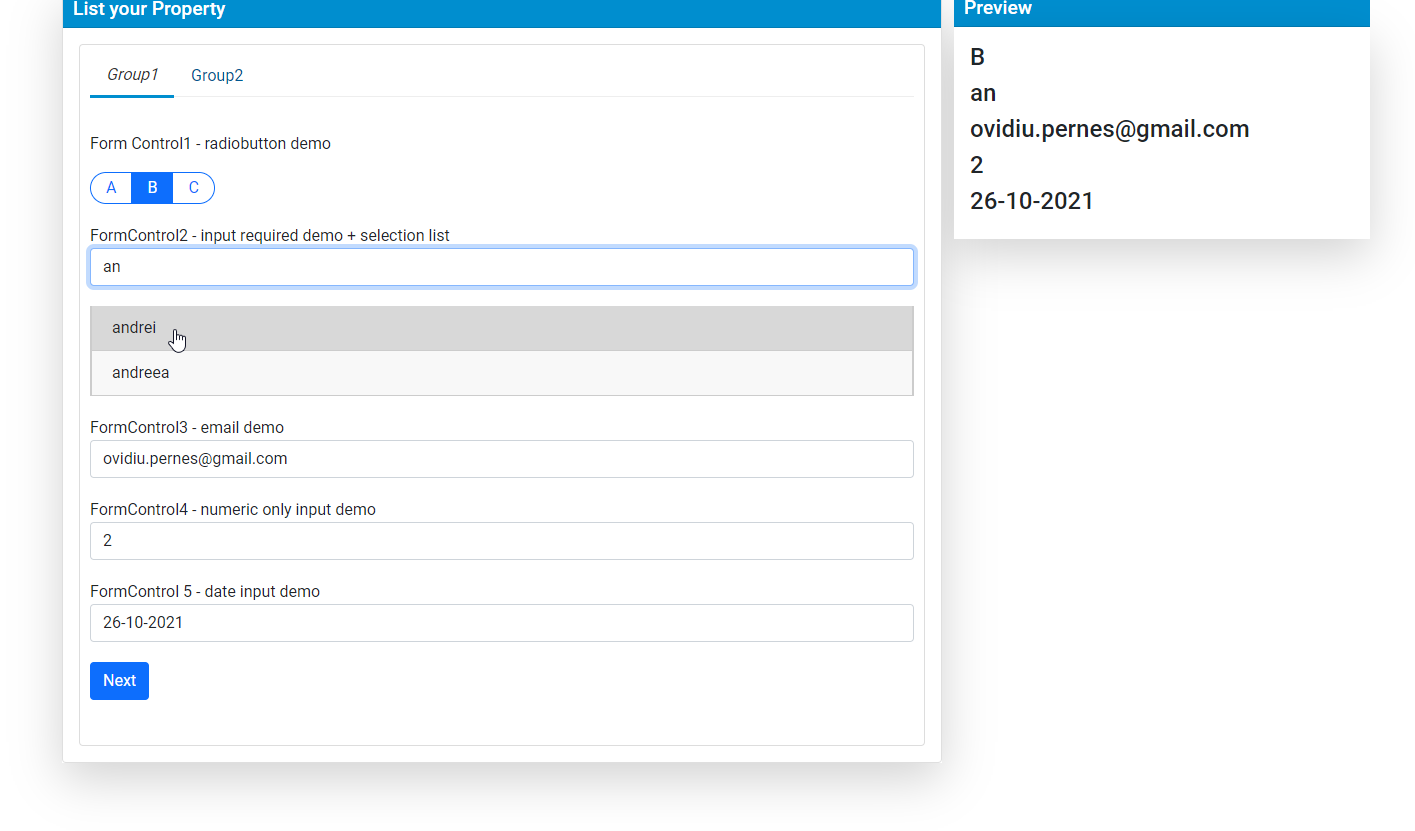 List your Property
Group1 Group2
Form Control1 - radiobutton demo
A B C
FormControl2 - input required demo + selection list
an
andrei
andreea
FormControl3 - email demo
ovidiu.pernes@gmail.com
FormControl4 - numeric only input demo
2
FormControl 5 - date input demo
26-10-2021
Next
Preview
B
an
ovidiu.pernes@gmail.com
2
26-10-2021